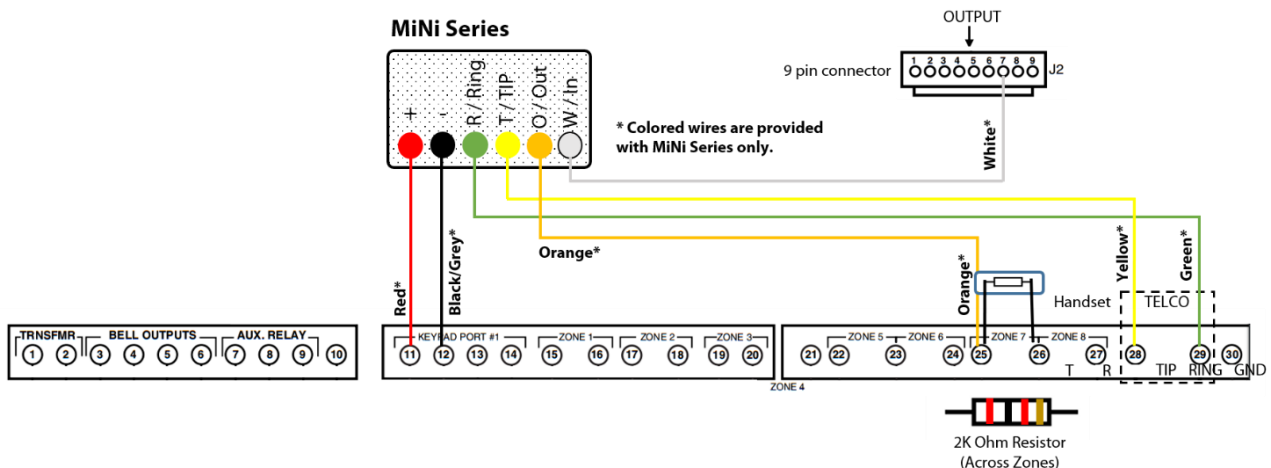 OUTPUT
MiNi Series
1 2 3 4 5 6 7 8 9
9 pin connector
J2
+
-
R / Ring
T / TIP
O / Out
W / In
* Colored wires are provided
with MiNi Series only.
White*
Red*
Black/Grey*
Orange*
Orange*
Yellow*
Green*
Handset
TELCO
TRNSFMR
BELL OUTPUTS
AUX. RELAY
1 2 3 4 5 6 7 8 9 10
KEYPAD PORT #1
ZONE 1
ZONE 2
ZONE 3
11 12 13 14 15 16 17 18 19 20
ZONE 4
ZONE 5
ZONE 6
ZONE 7
ZONE 8
21 22 23 24 25 26 27 28 29 30
T R TIP RING GND
2K Ohm Resistor
(Across Zones)